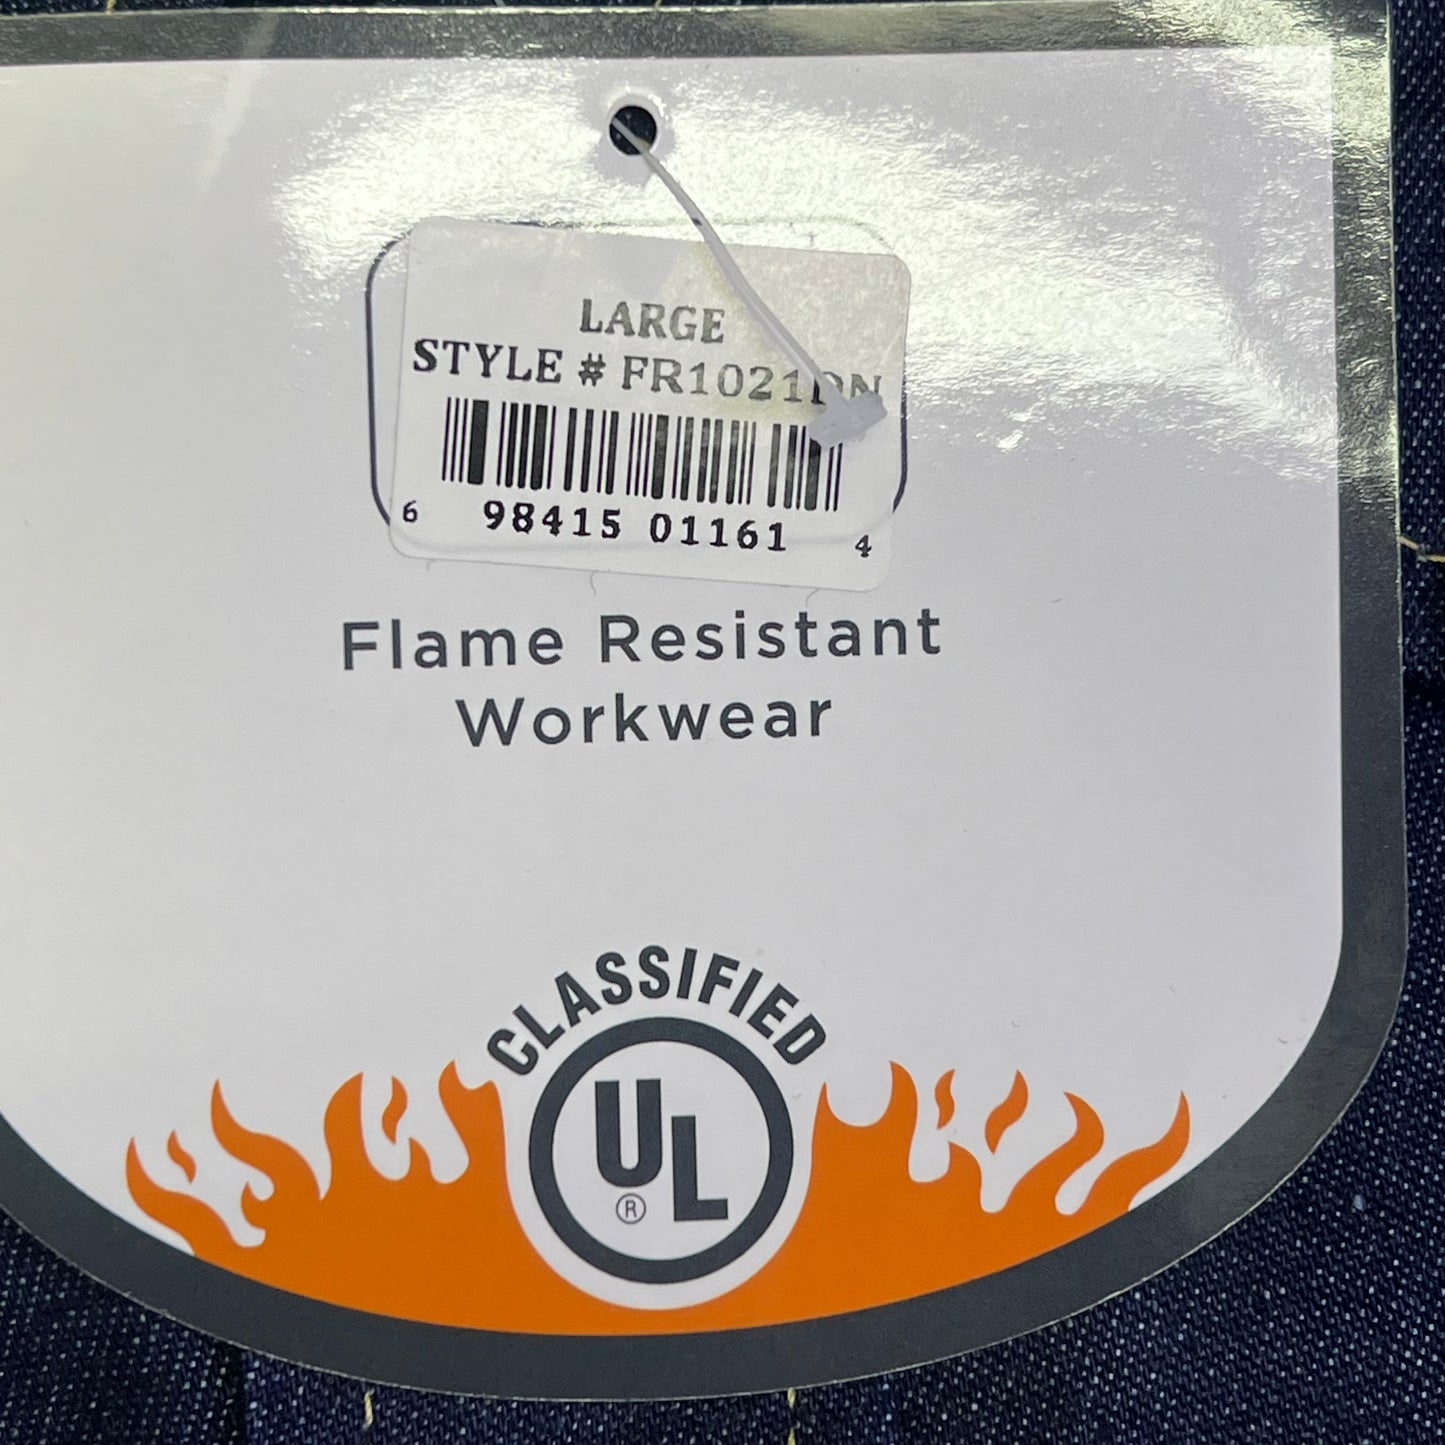 LARGE
STYLE # FR1021DN
6 98415 01161 4
Flame Resistant
Workwear
CLASSIFIED
UL
®